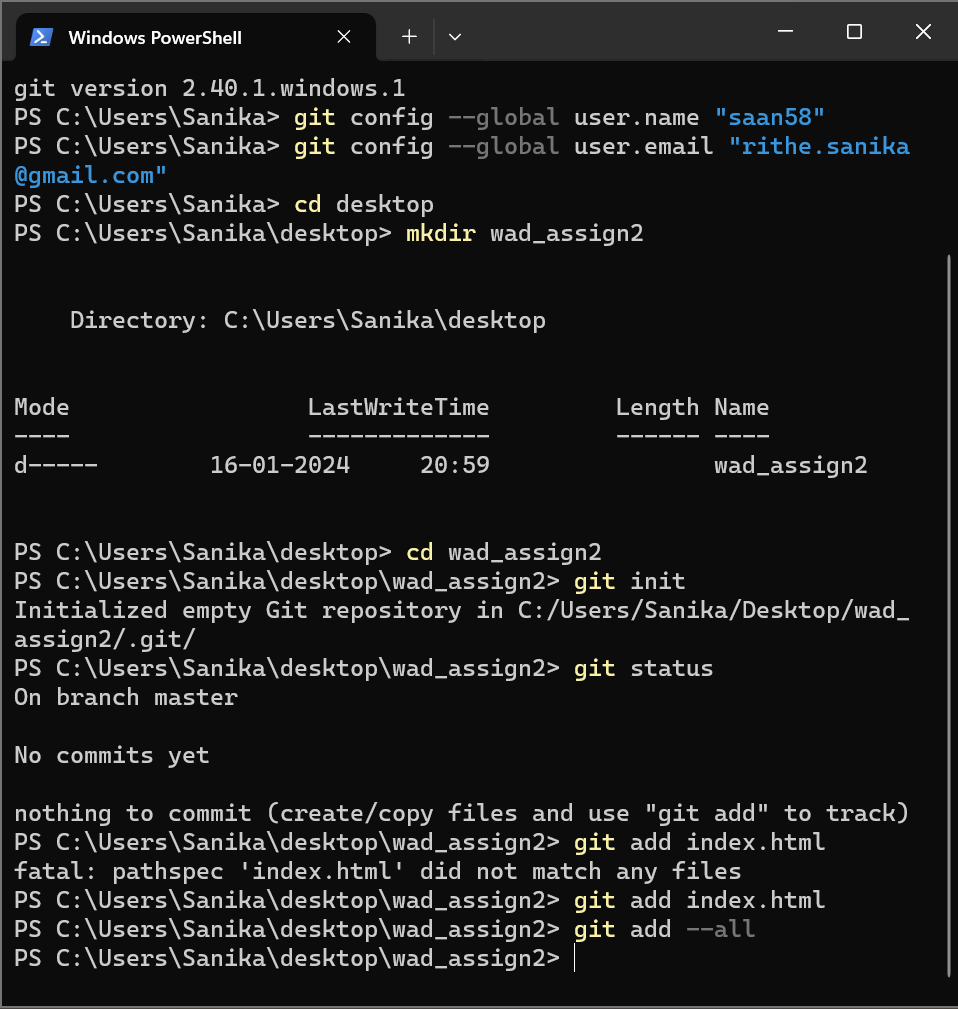 Windows PowerShell
git version 2.40.1.windows.1
PS C:\Users\Sanika> git config --global user.name "saan58"
PS C:\Users\Sanika> git config --global user.email "rithe.sanika
@gmail.com"
PS C:\Users\Sanika> cd desktop
PS C:\Users\Sanika\desktop> mkdir wad_assign2
    Directory: C:\Users\Sanika\desktop
Mode                 LastWriteTime         Length Name
----                 -------------         ------ ----
d-----        16-01-2024     20:59                wad_assign2
PS C:\Users\Sanika\desktop> cd wad_assign2
PS C:\Users\Sanika\desktop\wad_assign2> git init
Initialized empty Git repository in C:/Users/Sanika/Desktop/wad_
assign2/.git/
PS C:\Users\Sanika\desktop\wad_assign2> git status
On branch master
No commits yet
nothing to commit (create/copy files and use "git add" to track)
PS C:\Users\Sanika\desktop\wad_assign2> git add index.html
fatal: pathspec 'index.html' did not match any files
PS C:\Users\Sanika\desktop\wad_assign2> git add index.html
PS C:\Users\Sanika\desktop\wad_assign2> git add --all
PS C:\Users\Sanika\desktop\wad_assign2>